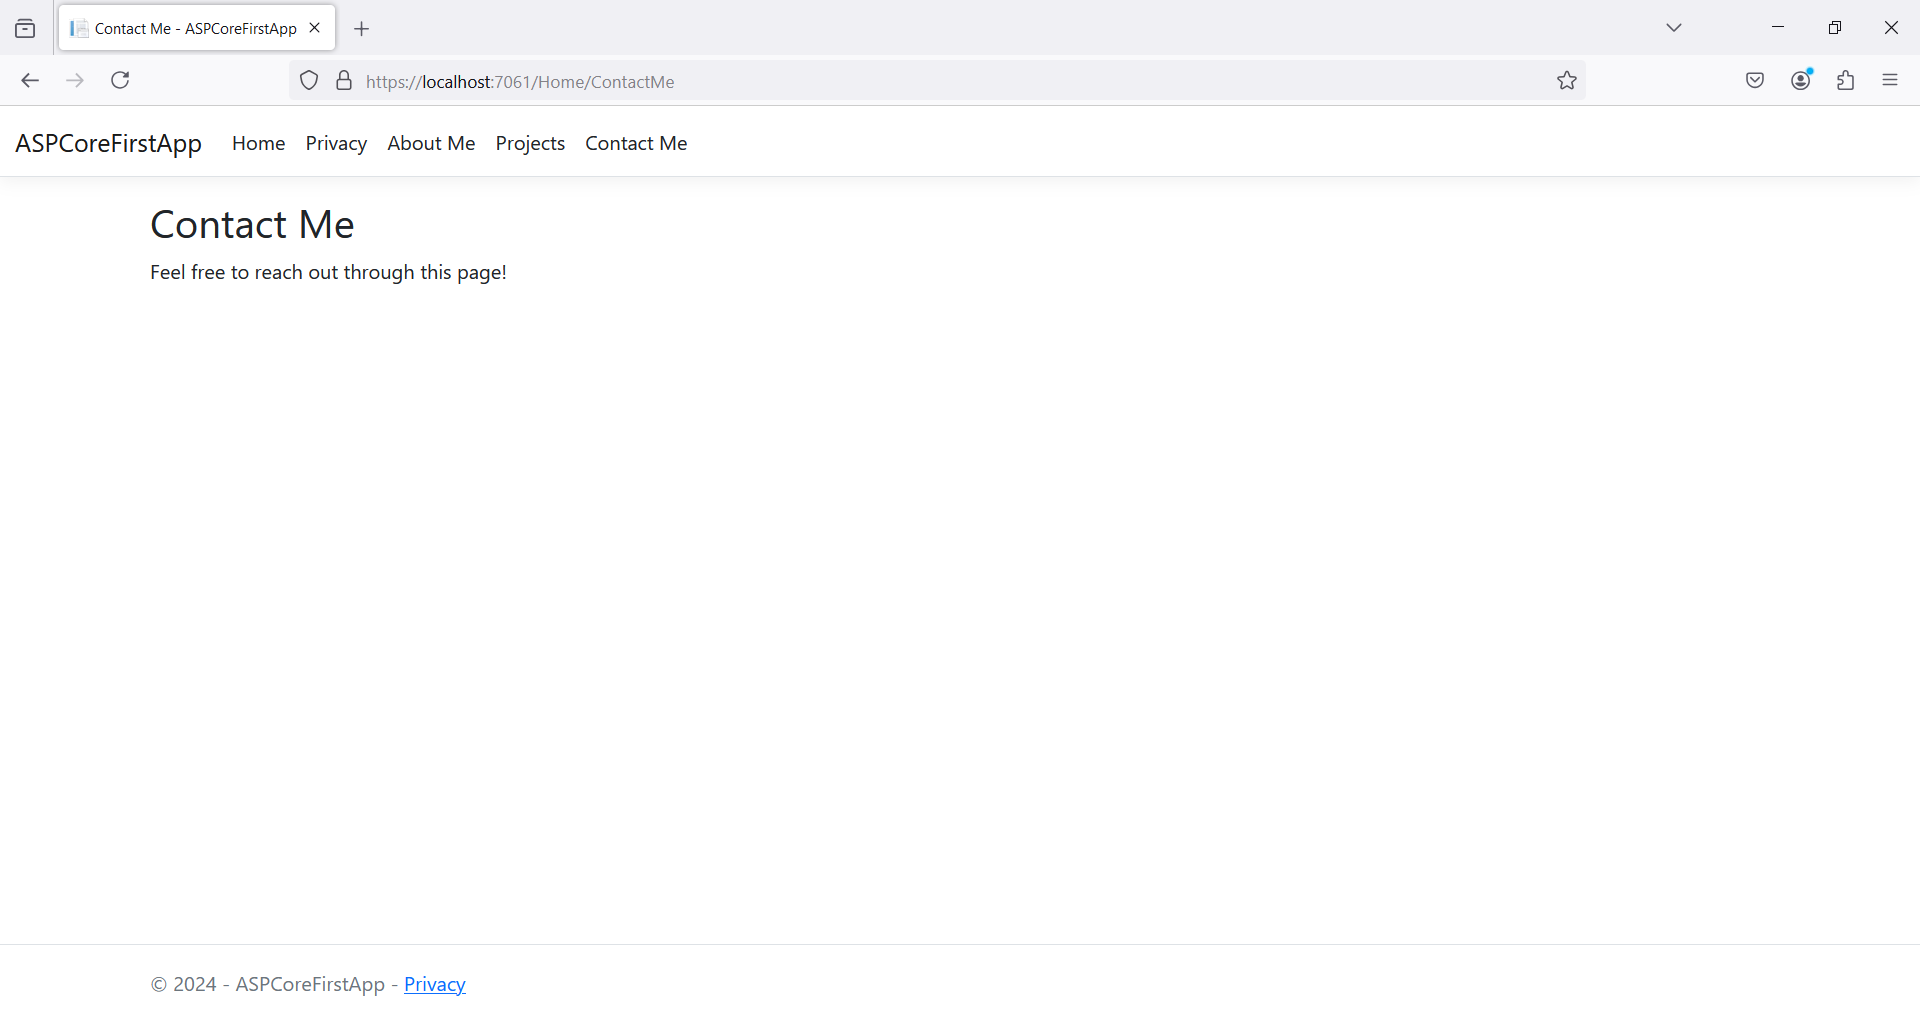 Contact Me - ASPCoreFirstApp
https://localhost:7061/Home/ContactMe
ASPCoreFirstApp Home Privacy About Me Projects Contact Me
Contact Me
Feel free to reach out through this page!
© 2024 - ASPCoreFirstApp - Privacy